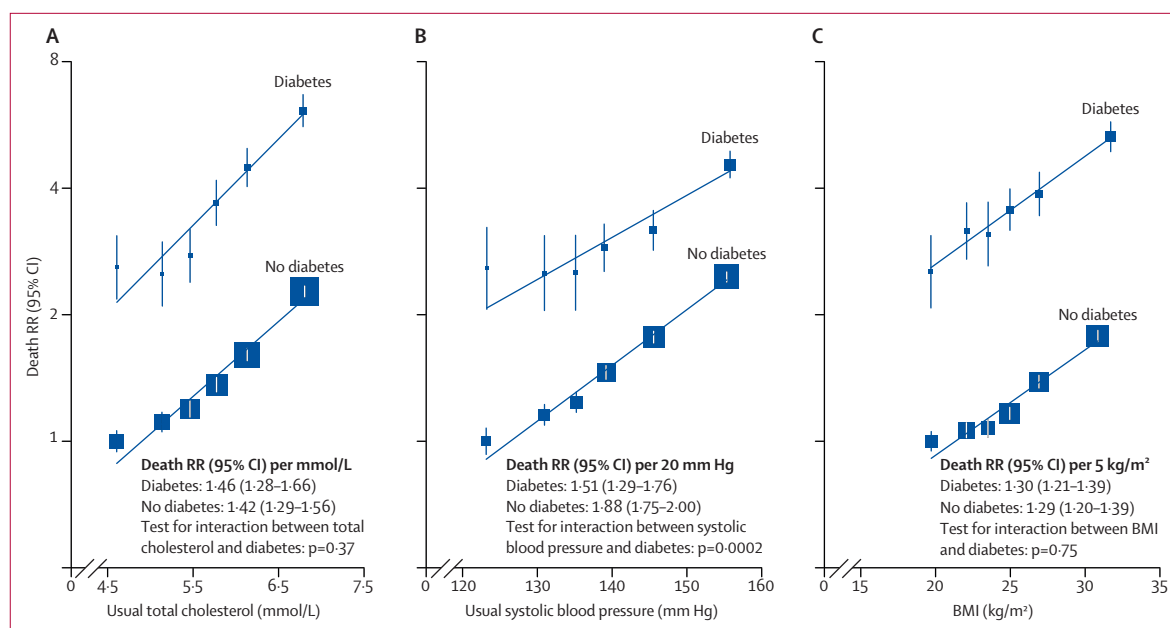 A
B
C
Death RR (95% CI)
8
4
2
1
0
Diabetes
No diabetes
Death RR (95% CI) per mmol/L
Diabetes: 1·46 (1·28–1·66)
No diabetes: 1·42 (1·29–1·56)
Test for interaction between total
cholesterol and diabetes: p=0·37
4·5
5·5
6·5
7·5
Usual total cholesterol (mmol/L)
Diabetes
No diabetes
Death RR (95% CI) per 20 mm Hg
Diabetes: 1·51 (1·29–1·76)
No diabetes: 1·88 (1·75–2·00)
Test for interaction between systolic
blood pressure and diabetes: p=0·0002
0
120
130
140
150
160
Usual systolic blood pressure (mm Hg)
Diabetes
No diabetes
Death RR (95% CI) per 5 kg/m²
Diabetes: 1·30 (1·21–1·39)
No diabetes: 1·29 (1·20–1·39)
Test for interaction between BMI
and diabetes: p=0·75
0
15
20
25
30
35
BMI (kg/m²)